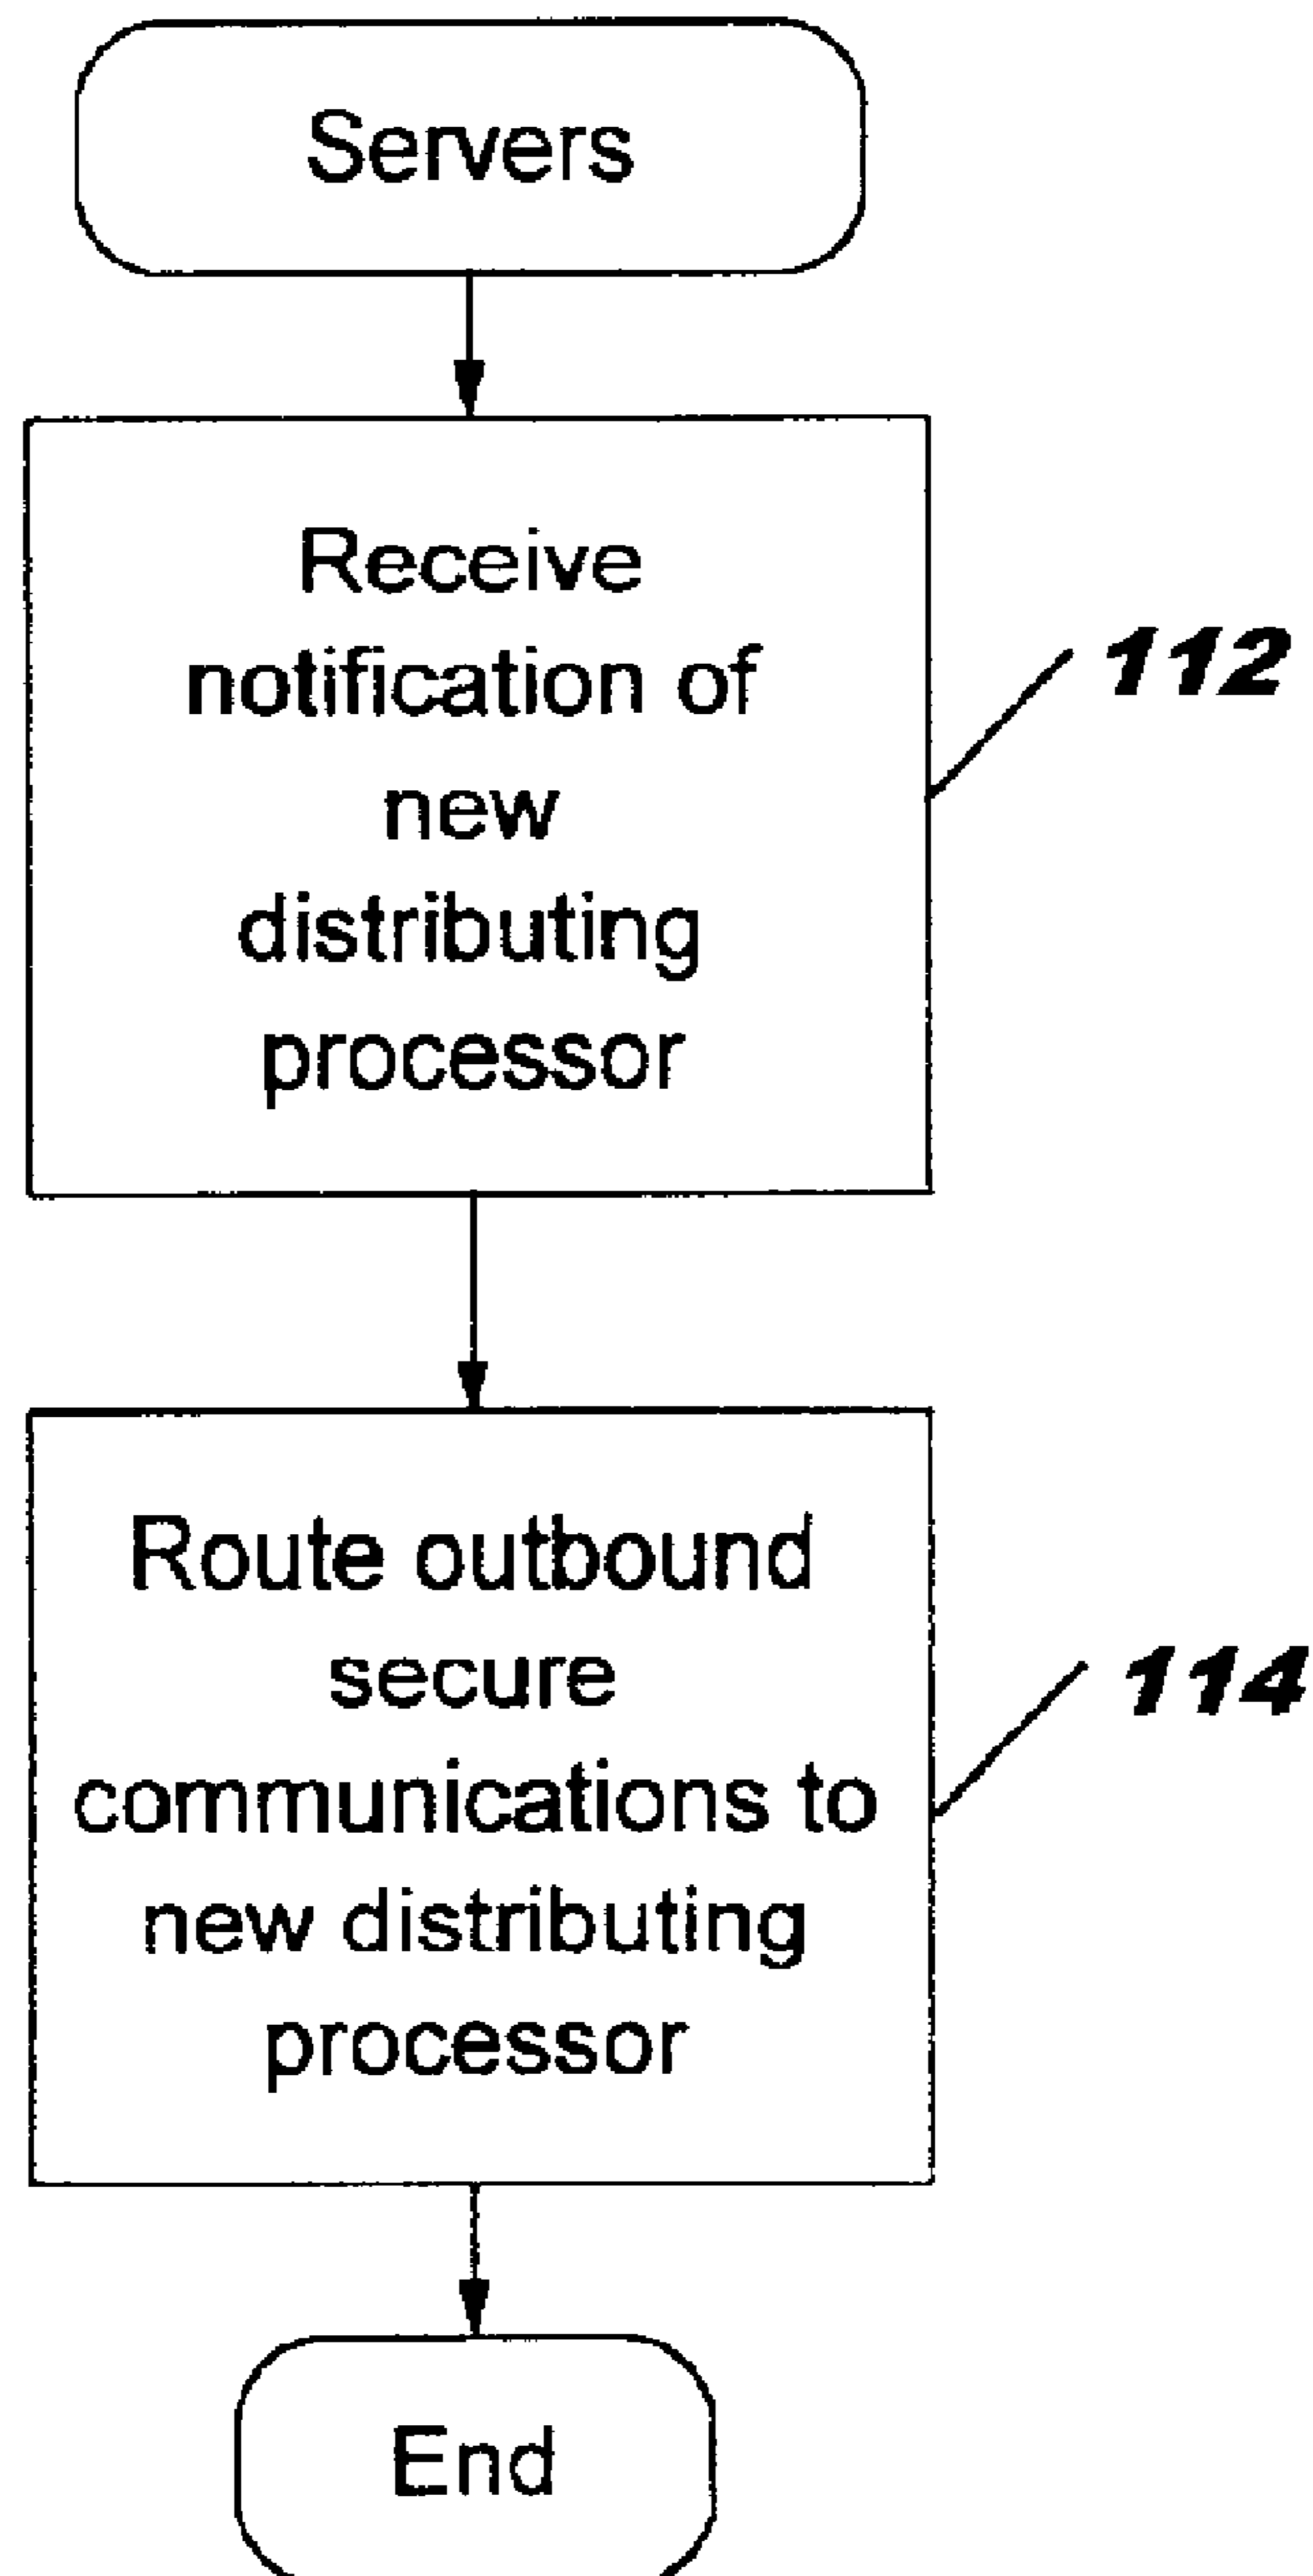 Servers
Receive
notification of
new
distributing
processor
112
Route outbound
secure
communications to
new distributing
processor
114
End